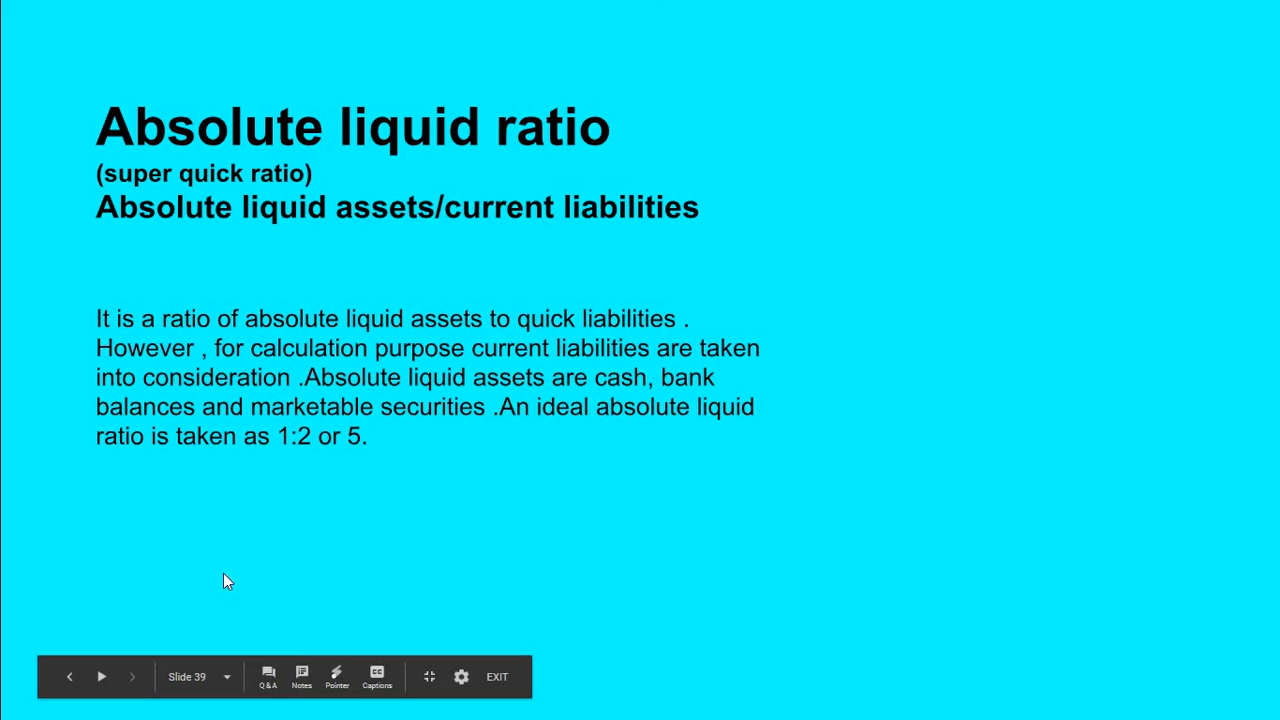 Absolute liquid ratio
(super quick ratio)
Absolute liquid assets/current liabilities
It is a ratio of absolute liquid assets to quick liabilities .
However , for calculation purpose current liabilities are taken
into consideration .Absolute liquid assets are cash, bank
balances and marketable securities .An ideal absolute liquid
ratio is taken as 1:2 or 5.
Slide 39
Q & A
Notes
Pointer
CC
Captions
EXIT